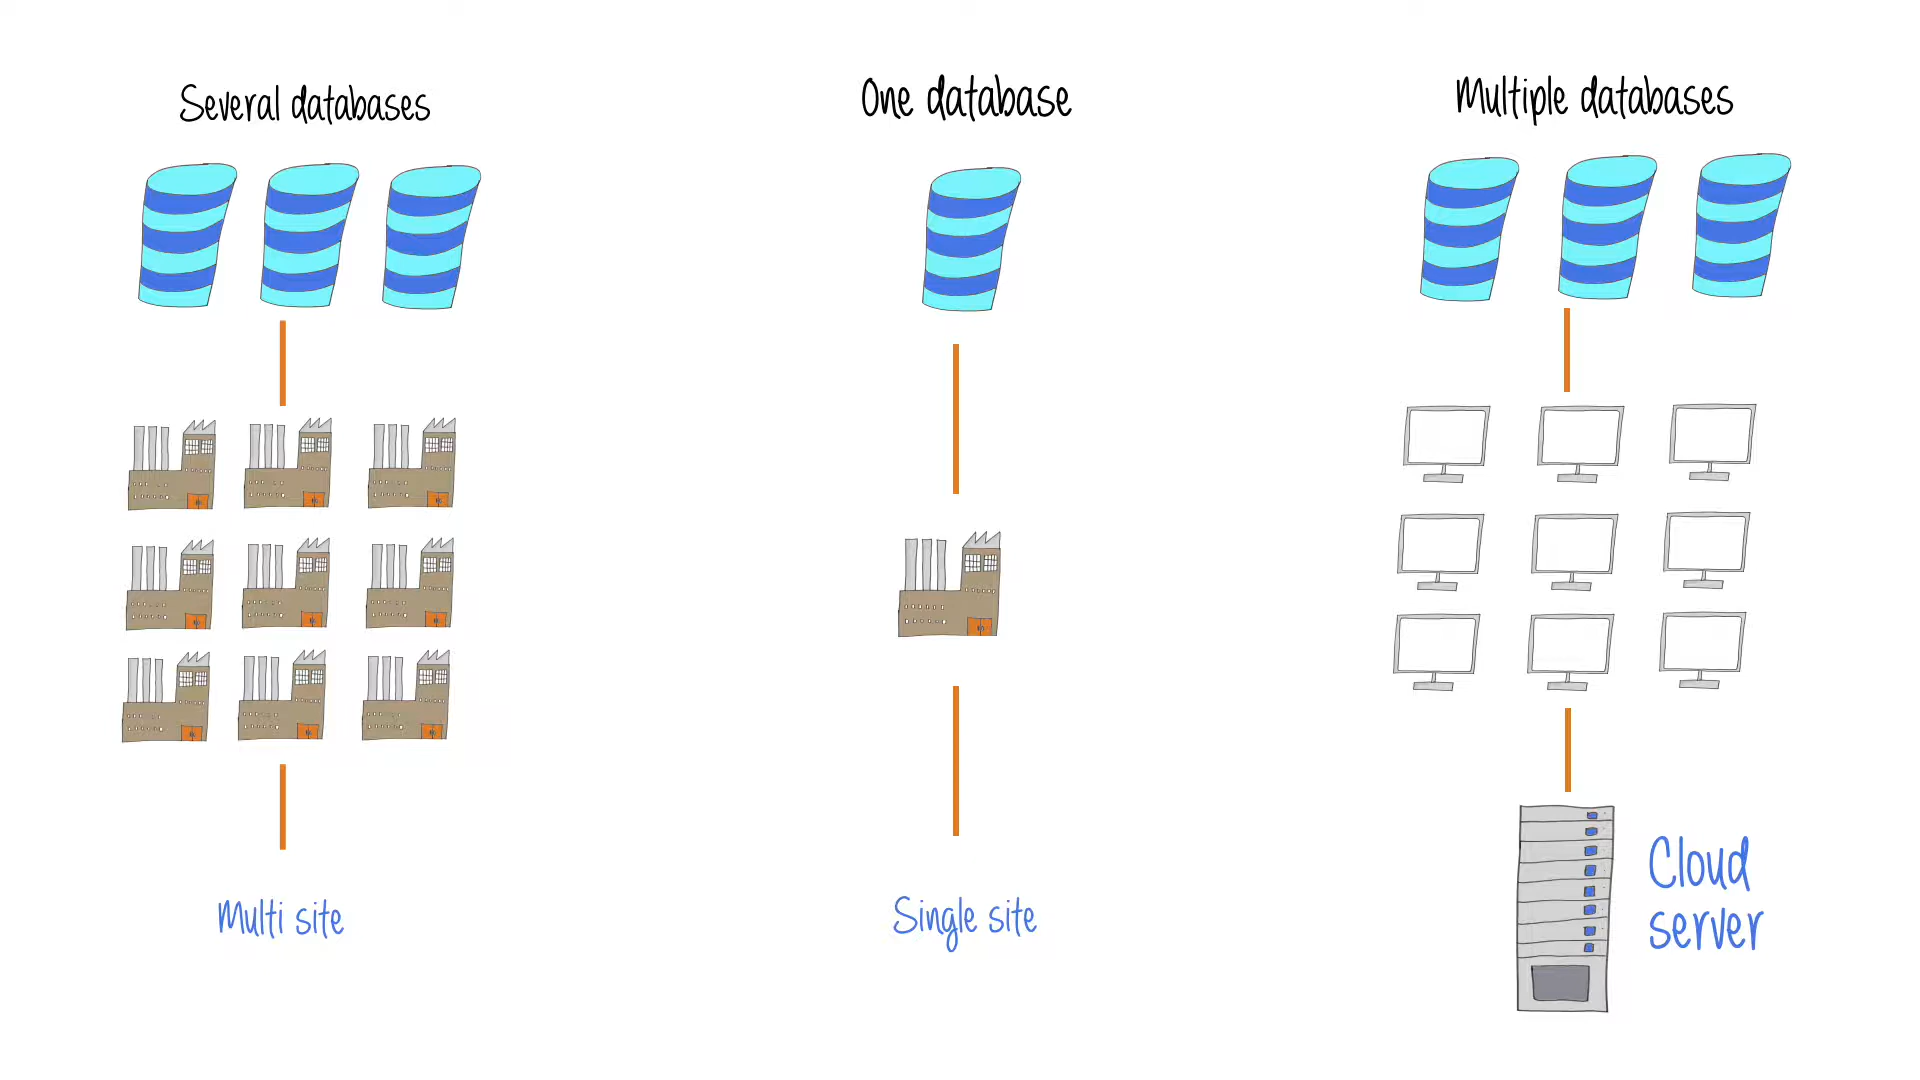 Several databases
One database
Multiple databases
Multi site
Single site
Cloud
server